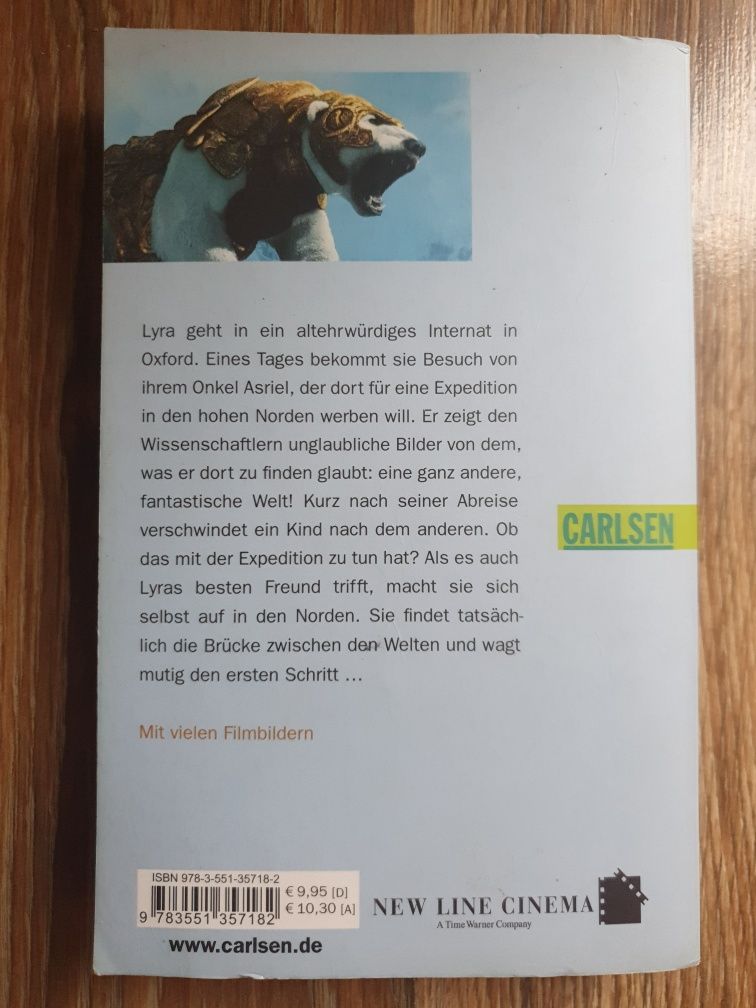 Lyra geht in ein altehrwürdiges Internat in
Oxford. Eines Tages bekommt sie Besuch von
ihrem Onkel Asriel, der dort für eine Expedition
in den hohen Norden werben will. Er zeigt den
Wissenschaftlern unglaubliche Bilder von dem,
was er dort zu finden glaubt: eine ganz andere,
fantastische Welt! Kurz nach seiner Abreise
verschwindet ein Kind nach dem anderen. Ob
das mit der Expedition zu tun hat? Als es auch
Lyras besten Freund trifft, macht sie sich
selbst auf in den Norden. Sie findet tatsäch-
lich die Brücke zwischen den Welten und wagt
mutig den ersten Schritt ...
CARLSEN
Mit vielen Filmbildern
ISBN 978-3-551-35718-2
€ 9,95 [D]
€ 10,30 [A]
9 783551 357182
www.carlsen.de
NEW LINE CINEMA
A Time Warner Company